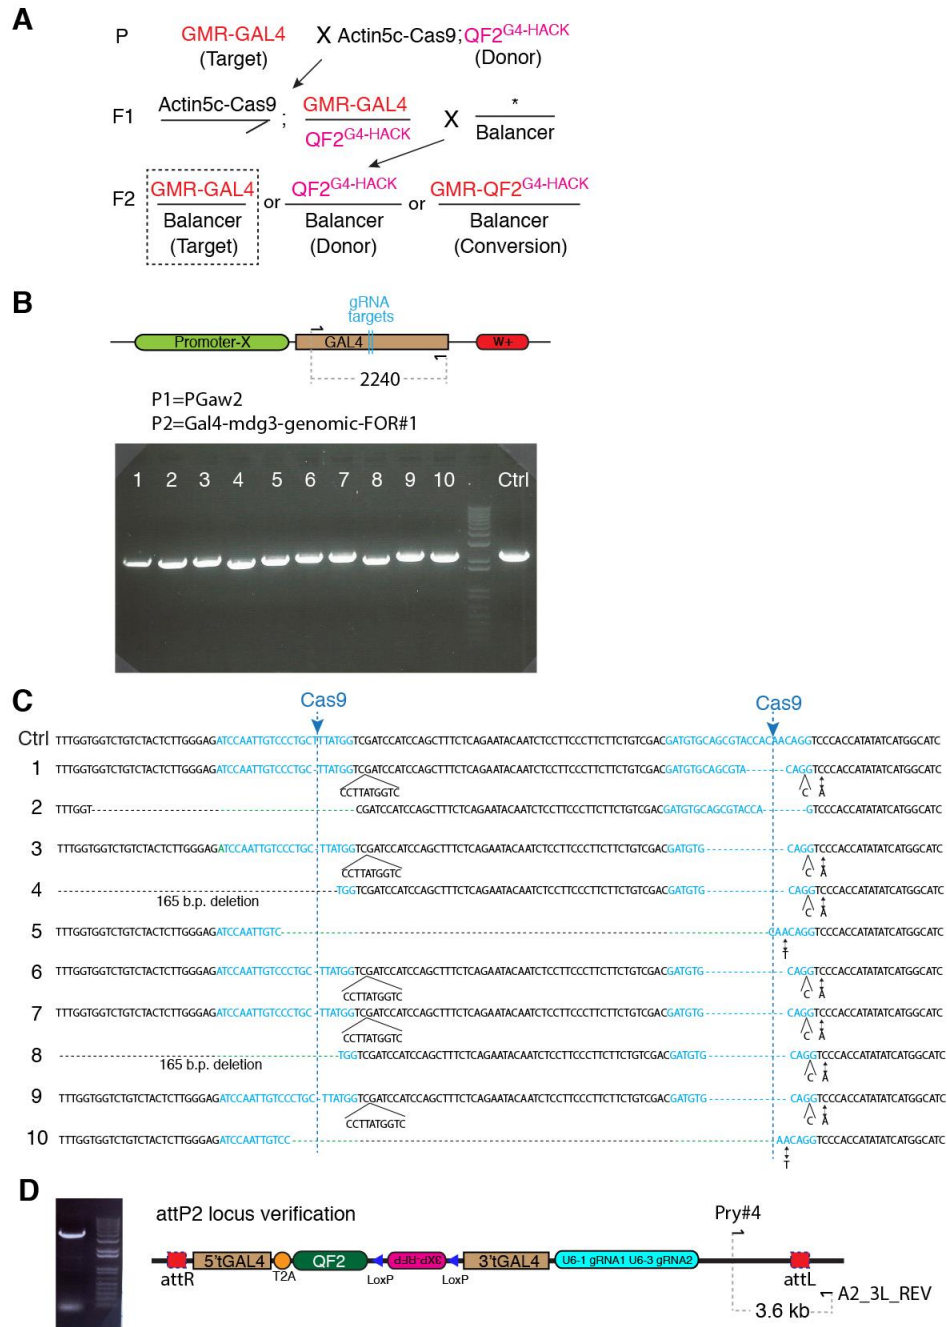 A
P GMR-GAL4 X Actin5c-Cas9;QF2G4-HACK
(Target) (Donor)
F1 Actin5c-Cas9 ; GMR-GAL4 X *
QF2G4-HACK Balancer
F2 GMR-GAL4 or QF2G4-HACK or GMR-QF2G4-HACK
Balancer Balancer Balancer
(Target) (Donor) (Conversion)
B
gRNA
targets
Promoter-X GAL4 W+
2240
P1=PGaw2
P2=Gal4-mdg3-genomic-FOR#1
1 2 3 4 5 6 7 8 9 10 Ctrl
C
Cas9 Cas9
Ctrl TTTGGTGGTCTGTCTACTCTTGGGAGATCCAATTGTCCCTGCTTTATGGTCGATCCATCCAGCTTTCTCAGAATACAATCTCCTTCCCTTCTTCTGTCGACGATGTGCAGCGTACCACAACAGGTCCCACCATATATCATGGCATC
1 TTTGGTGGTCTGTCTACTCTTGGGAGATCCAATTGTCCCTGC-TTATGGTCGATCCATCCAGCTTTCTCAGAATACAATCTCCTTCCCTTCTTCTGTCGACGATGTGCAGCGTA------CAGGTCCCACCATATATCATGGCATC
CCTTATGGTC C A
2 TTTGGT------CGATCCATCCAGCTTTCTCAGAATACAATCTCCTTCCCTTCTTCTGTCGACGATGTGCAGCGTACCA------GTCCCACCATATATCATGGCATC
3 TTTGGTGGTCTGTCTACTCTTGGGAGATCCAATTGTCCCTGC-TTATGGTCGATCCATCCAGCTTTCTCAGAATACAATCTCCTTCCCTTCTTCTGTCGACGATGTG------CAGGTCCCACCATATATCATGGCATC
CCTTATGGTC C A
4 ------TGGTCGATCCATCCAGCTTTCTCAGAATACAATCTCCTTCCCTTCTTCTGTCGACGATGTG------CAGGTCCCACCATATATCATGGCATC
165 b.p. deletion C A
5 TTTGGTGGTCTGTCTACTCTTGGGAGATCCAATTGTC------CAACAGGTCCCACCATATATCATGGCATC
T
6 TTTGGTGGTCTGTCTACTCTTGGGAGATCCAATTGTCCCTGC-TTATGGTCGATCCATCCAGCTTTCTCAGAATACAATCTCCTTCCCTTCTTCTGTCGACGATGTG------CAGGTCCCACCATATATCATGGCATC
CCTTATGGTC C A
7 TTTGGTGGTCTGTCTACTCTTGGGAGATCCAATTGTCCCTGC-TTATGGTCGATCCATCCAGCTTTCTCAGAATACAATCTCCTTCCCTTCTTCTGTCGACGATGTG------CAGGTCCCACCATATATCATGGCATC
CCTTATGGTC C A
8 ------TGGTCGATCCATCCAGCTTTCTCAGAATACAATCTCCTTCCCTTCTTCTGTCGACGATGTG------CAGGTCCCACCATATATCATGGCATC
165 b.p. deletion C A
9 TTTGGTGGTCTGTCTACTCTTGGGAGATCCAATTGTCCCTGC-TTATGGTCGATCCATCCAGCTTTCTCAGAATACAATCTCCTTCCCTTCTTCTGTCGACGATGTG------CAGGTCCCACCATATATCATGGCATC
CCTTATGGTC C A
10 TTTGGTGGTCTGTCTACTCTTGGGAGATCCAATTGTCC------AACAGGTCCCACCATATATCATGGCATC
T
D
attP2 locus verification Pry#4
5'tGAL4 QF2 3XP-RFP 3'tGAL4 U6-1 gRNA1 U6-3 gRNA2
attR T2A LoxP LoxP attL
A2_3L_REV
3.6 kb